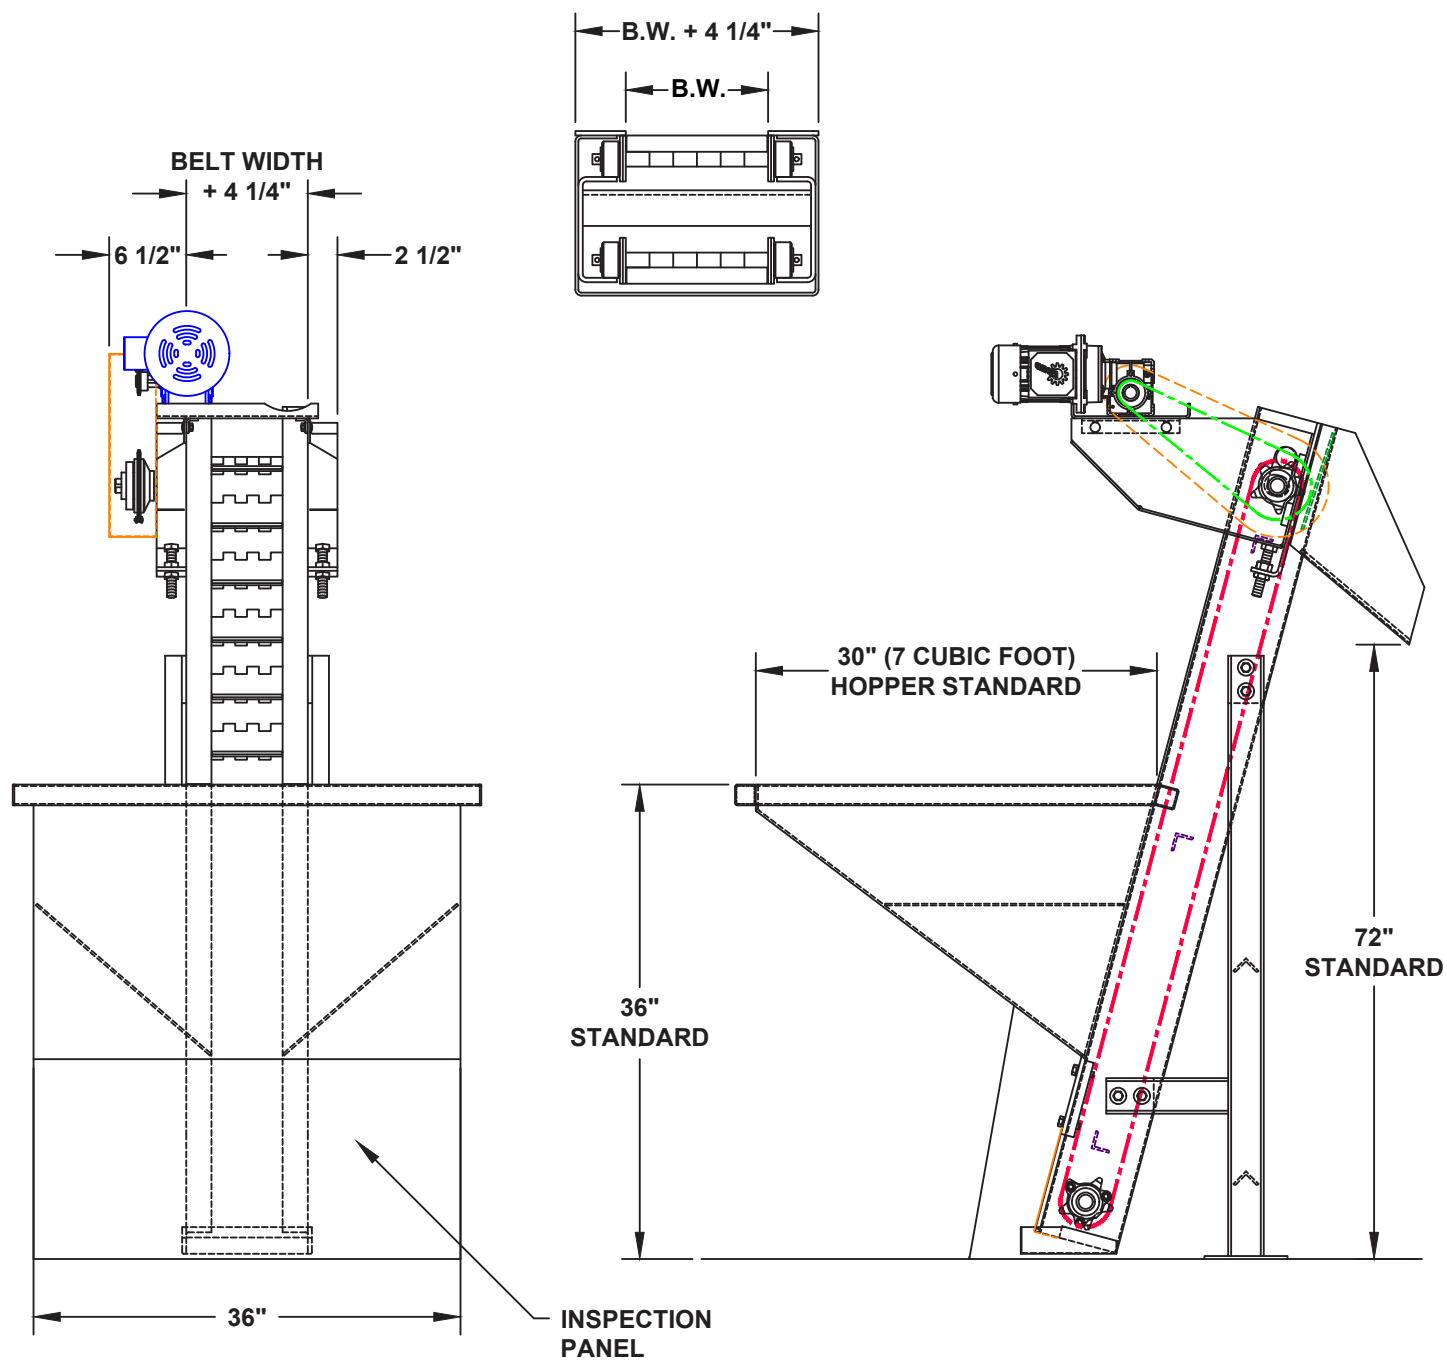 B.W. + 4 1/4"
B.W.
BELT WIDTH
+ 4 1/4"
6 1/2"
2 1/2"
30" (7 CUBIC FOOT)
HOPPER STANDARD
72"
STANDARD
36"
STANDARD
36"
INSPECTION
PANEL